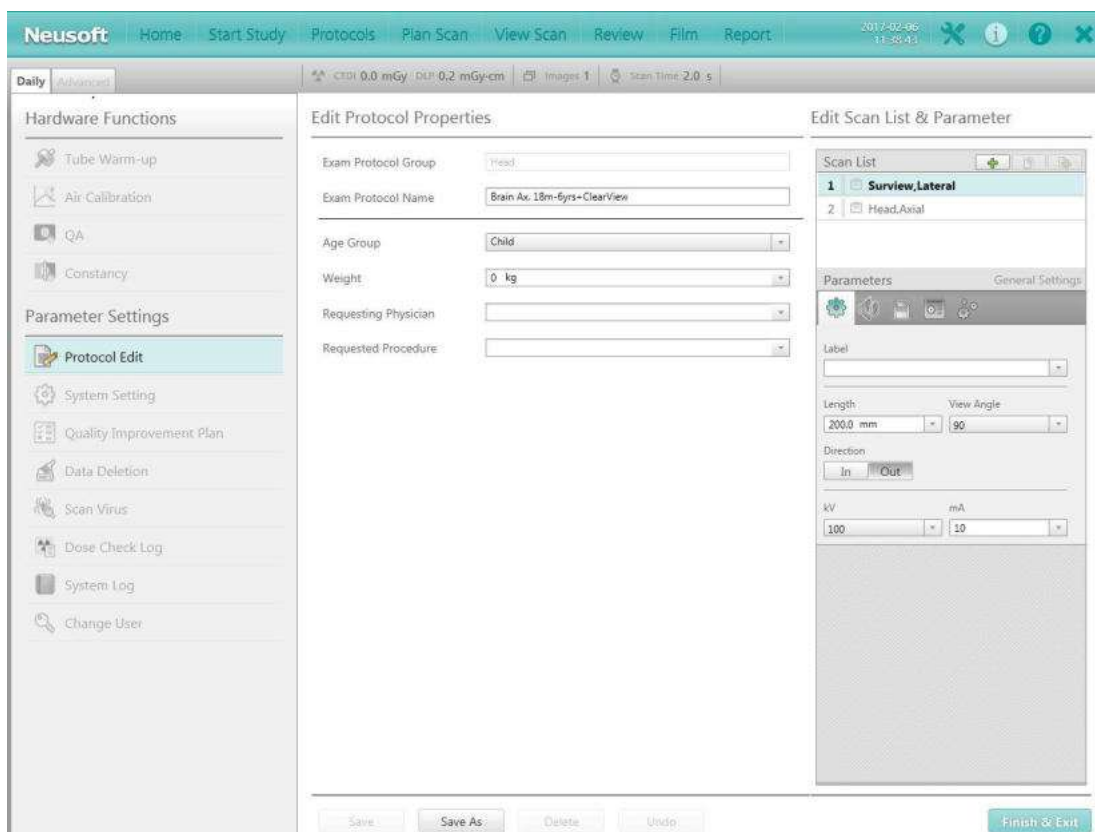 Neusoft Home Start Study Protocols Plan Scan View Scan Review Film Report 2017-02-06
11:38:43
Daily Advanced
CTDI 0.0 mGy DLP 0.2 mGy-cm Images 1 Scan Time 2.0 s
Hardware Functions
Tube Warm-up
Air Calibration
QA
Constancy
Parameter Settings
Protocol Edit
System Setting
Quality Improvement Plan
Data Deletion
Scan Virus
Dose Check Log
System Log
Change User
Edit Protocol Properties
Exam Protocol Group Head
Exam Protocol Name Brain Ax. 18m-6yrs+ClearView
Age Group Child
Weight 0 kg
Requesting Physician
Requested Procedure
Edit Scan List & Parameter
Scan List
1 Surview,Lateral
2 Head,Axial
Parameters General Settings
Label
Length View Angle
200.0 mm 90
Direction
In Out
kV mA
100 10
Save Save As Delete Undo Finish & Exit